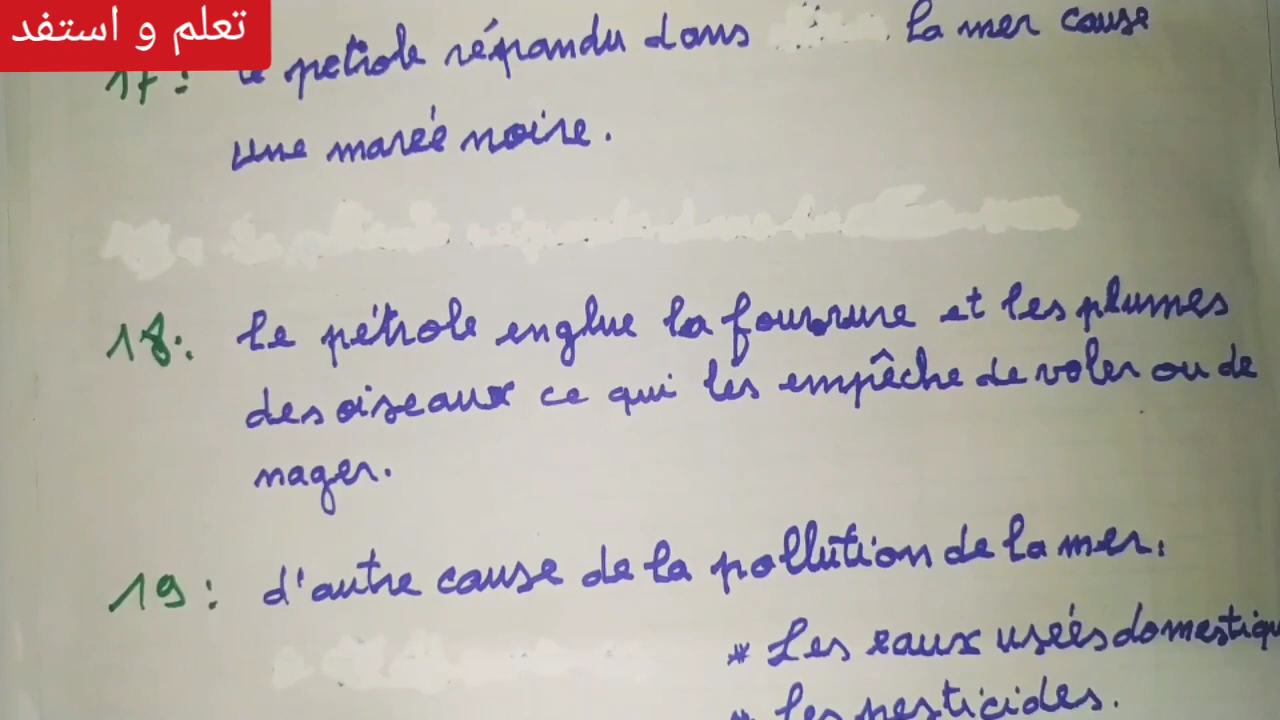 تعلم و استفد
17: Le petrole répandu dans la mer cause
une marée noire.
18: Le pétrole englue la fourrure et les plumes
des oiseaux ce qui les empêche de voler ou de
nager.
19: d'autre cause de la pollution de la mer.
* Les eaux usées domestiqu
* Les pesticides.